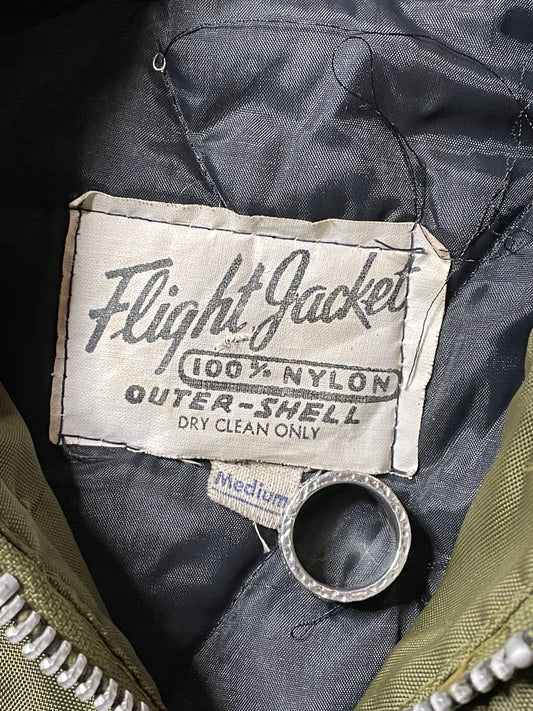 Flight Jacket
100% NYLON
OUTER-SHELL
DRY CLEAN ONLY
Medium